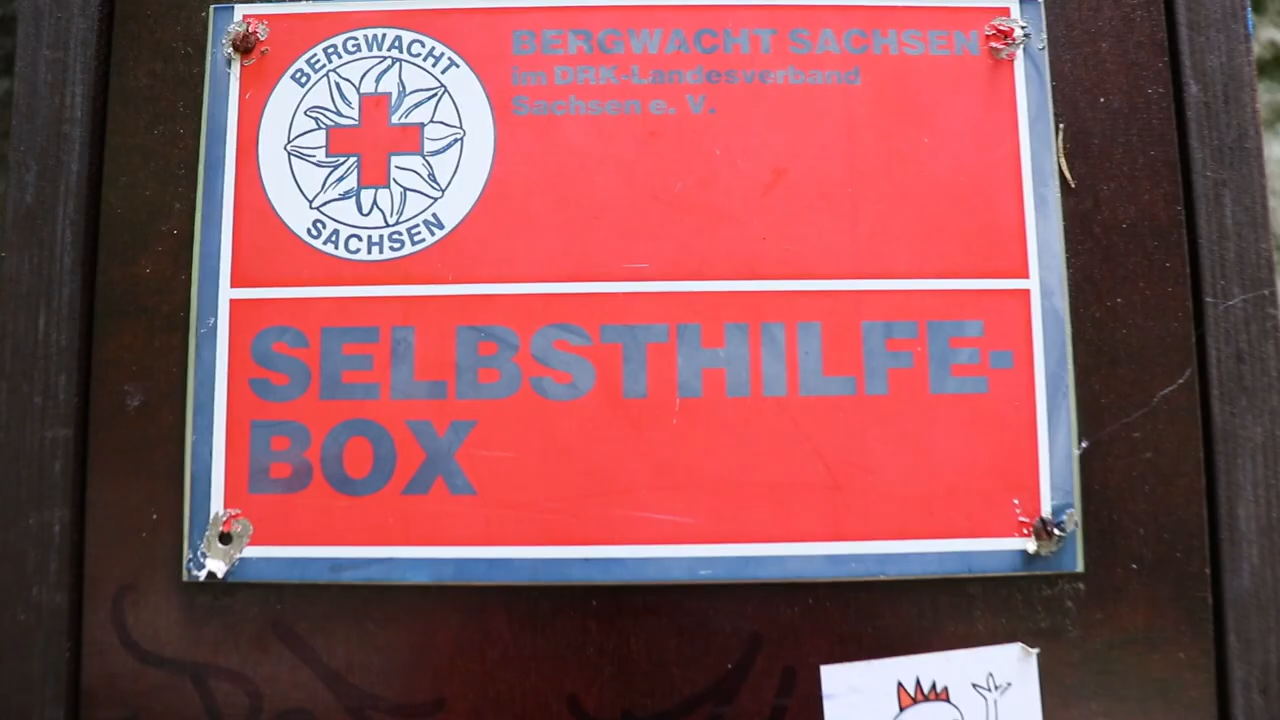 BERGWACHT
SACHSEN
BERGWACHT SACHSEN
im DRK-Landesverband
Sachsen e. V.
SELBSTHILFE-
BOX